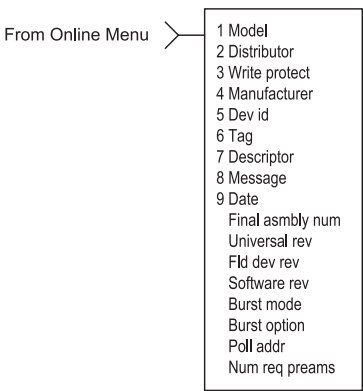 From Online Menu
1 Model
2 Distributor
3 Write protect
4 Manufacturer
5 Dev id
6 Tag
7 Descriptor
8 Message
9 Date
Final asmbly num
Universal rev
Fld dev rev
Software rev
Burst mode
Burst option
Poll addr
Num req preams